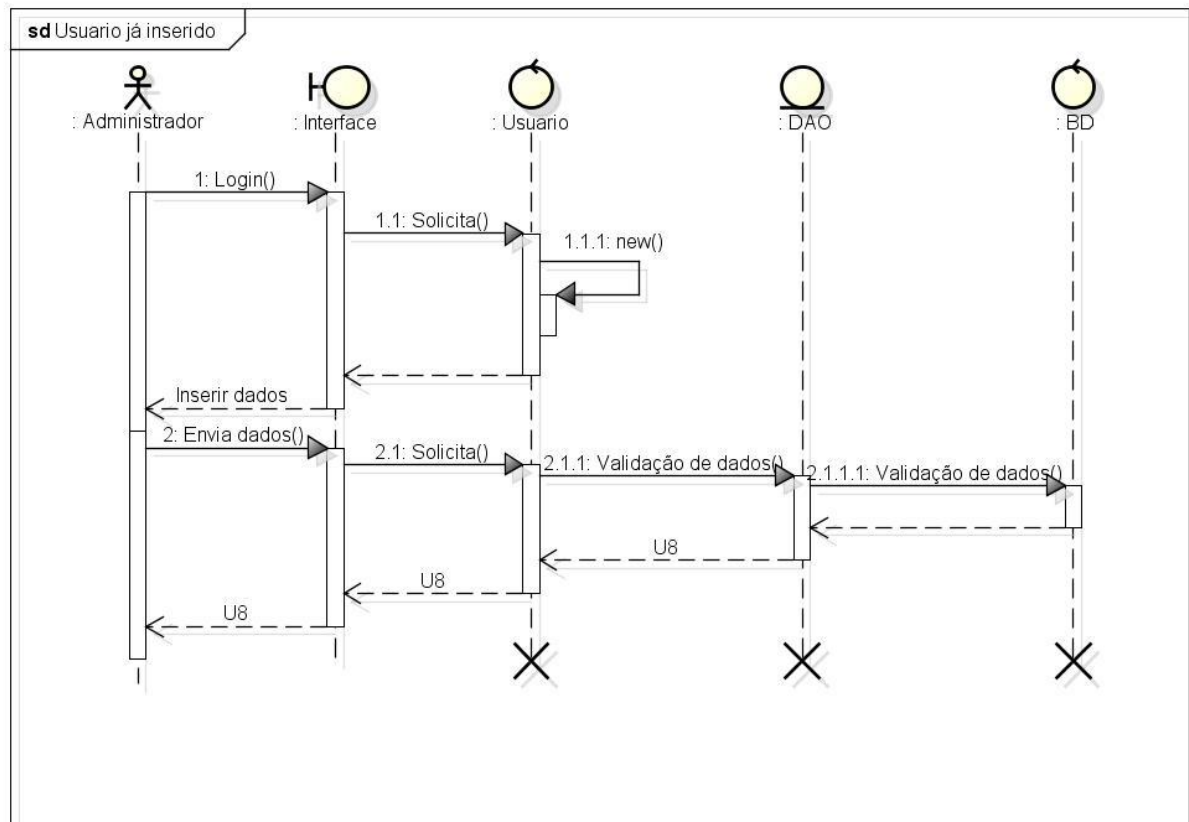 sd Usuario já inserido
: Administrador
: Interface
: Usuario
: DAO
: BD
1: Login()
1.1: Solicita()
1.1.1: new()
Inserir dados
2: Envia dados()
2.1: Solicita()
2.1.1: Validação de dados()
2.1.1.1: Validação de dados()
U8
U8
U8